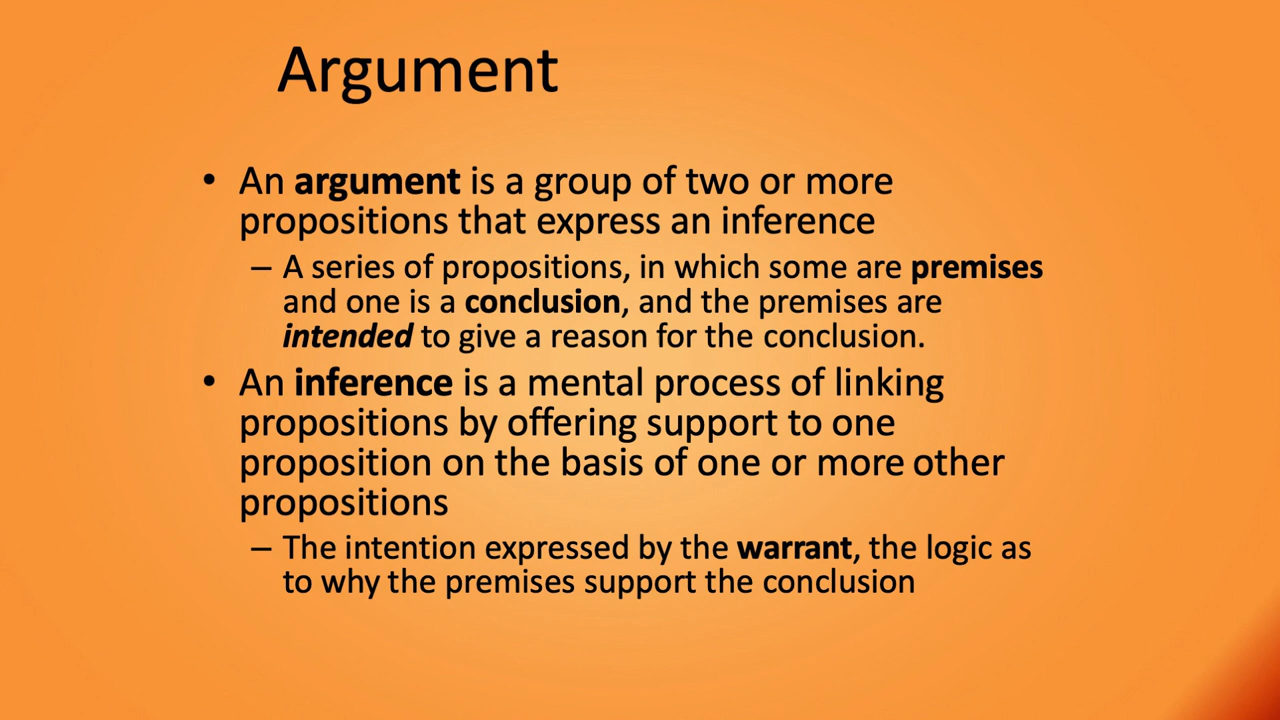 Argument
• An argument is a group of two or more
propositions that express an inference
– A series of propositions, in which some are premises
and one is a conclusion, and the premises are
intended to give a reason for the conclusion.
• An inference is a mental process of linking
propositions by offering support to one
proposition on the basis of one or more other
propositions
– The intention expressed by the warrant, the logic as
to why the premises support the conclusion